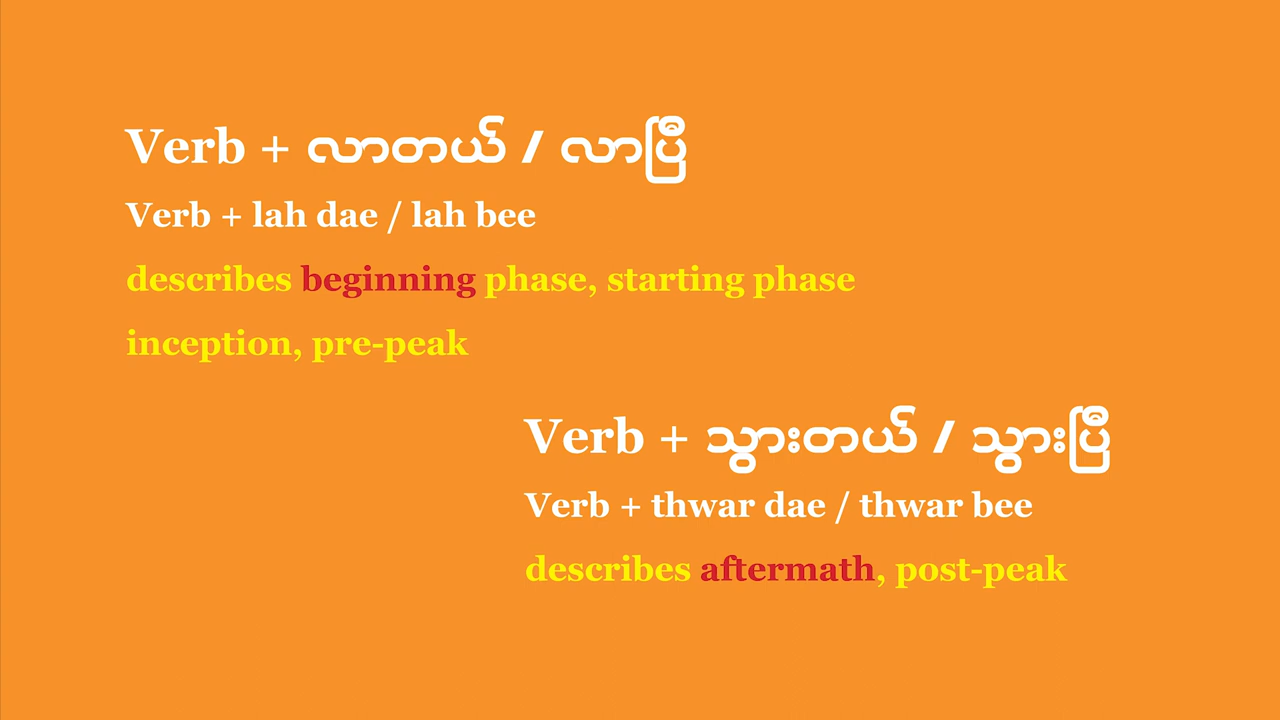 Verb + လာတယ် / လာပြီ
Verb + lah dae / lah bee
describes beginning phase, starting phase
inception, pre-peak
Verb + သွားတယ် / သွားပြီ
Verb + thwar dae / thwar bee
describes aftermath, post-peak